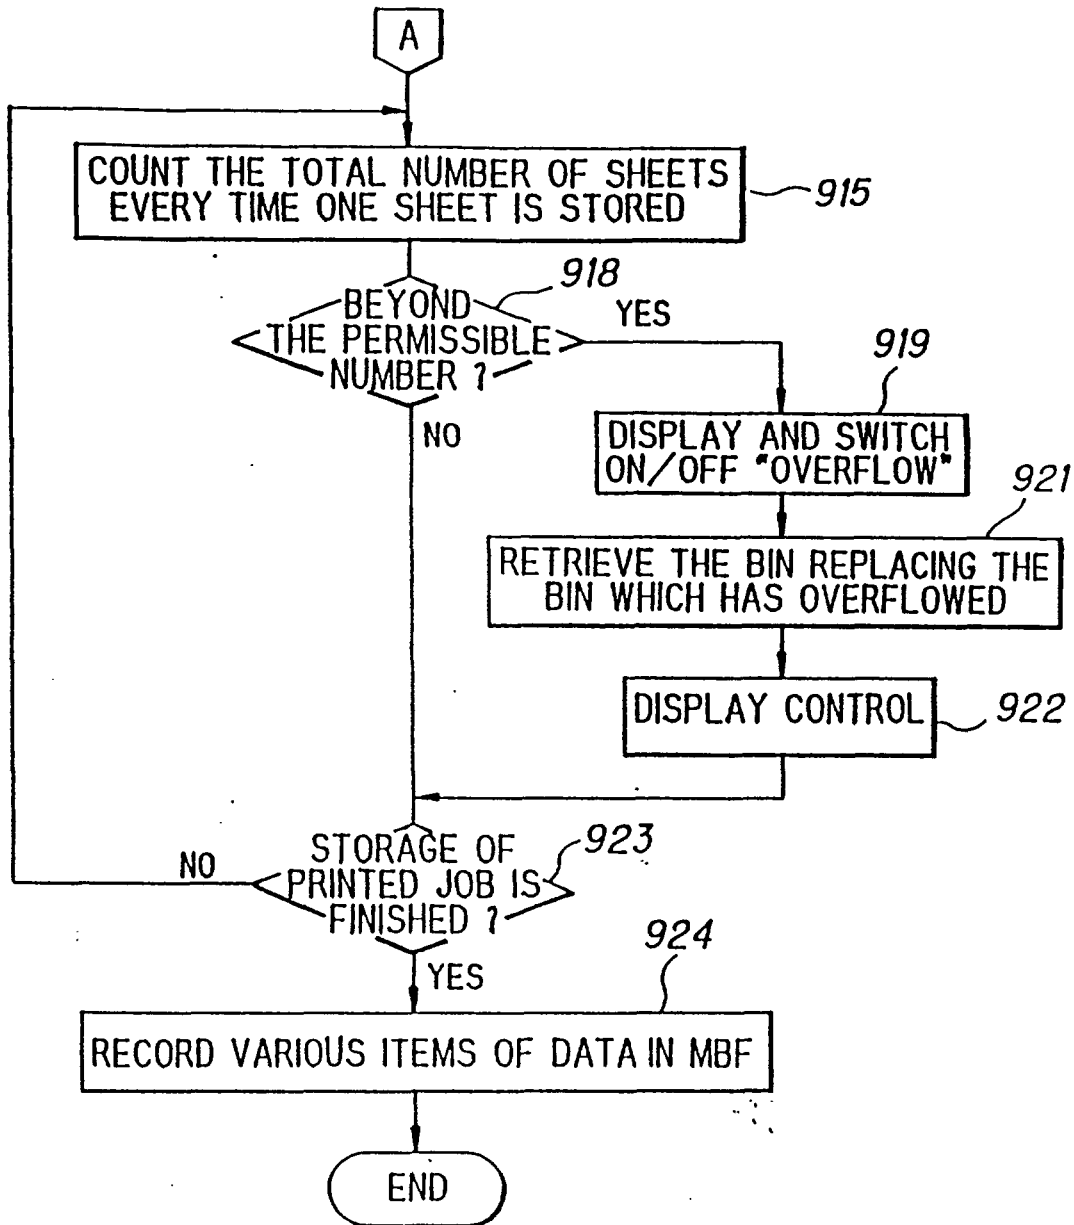 A
COUNT THE TOTAL NUMBER OF SHEETS
EVERY TIME ONE SHEET IS STORED
915
918
BEYOND
THE PERMISSIBLE
NUMBER ?
YES
NO
919
DISPLAY AND SWITCH
ON/OFF "OVERFLOW"
921
RETRIEVE THE BIN REPLACING THE
BIN WHICH HAS OVERFLOWED
DISPLAY CONTROL
922
STORAGE OF
PRINTED JOB IS
FINISHED ?
923
NO
YES
924
RECORD VARIOUS ITEMS OF DATA IN MBF
END